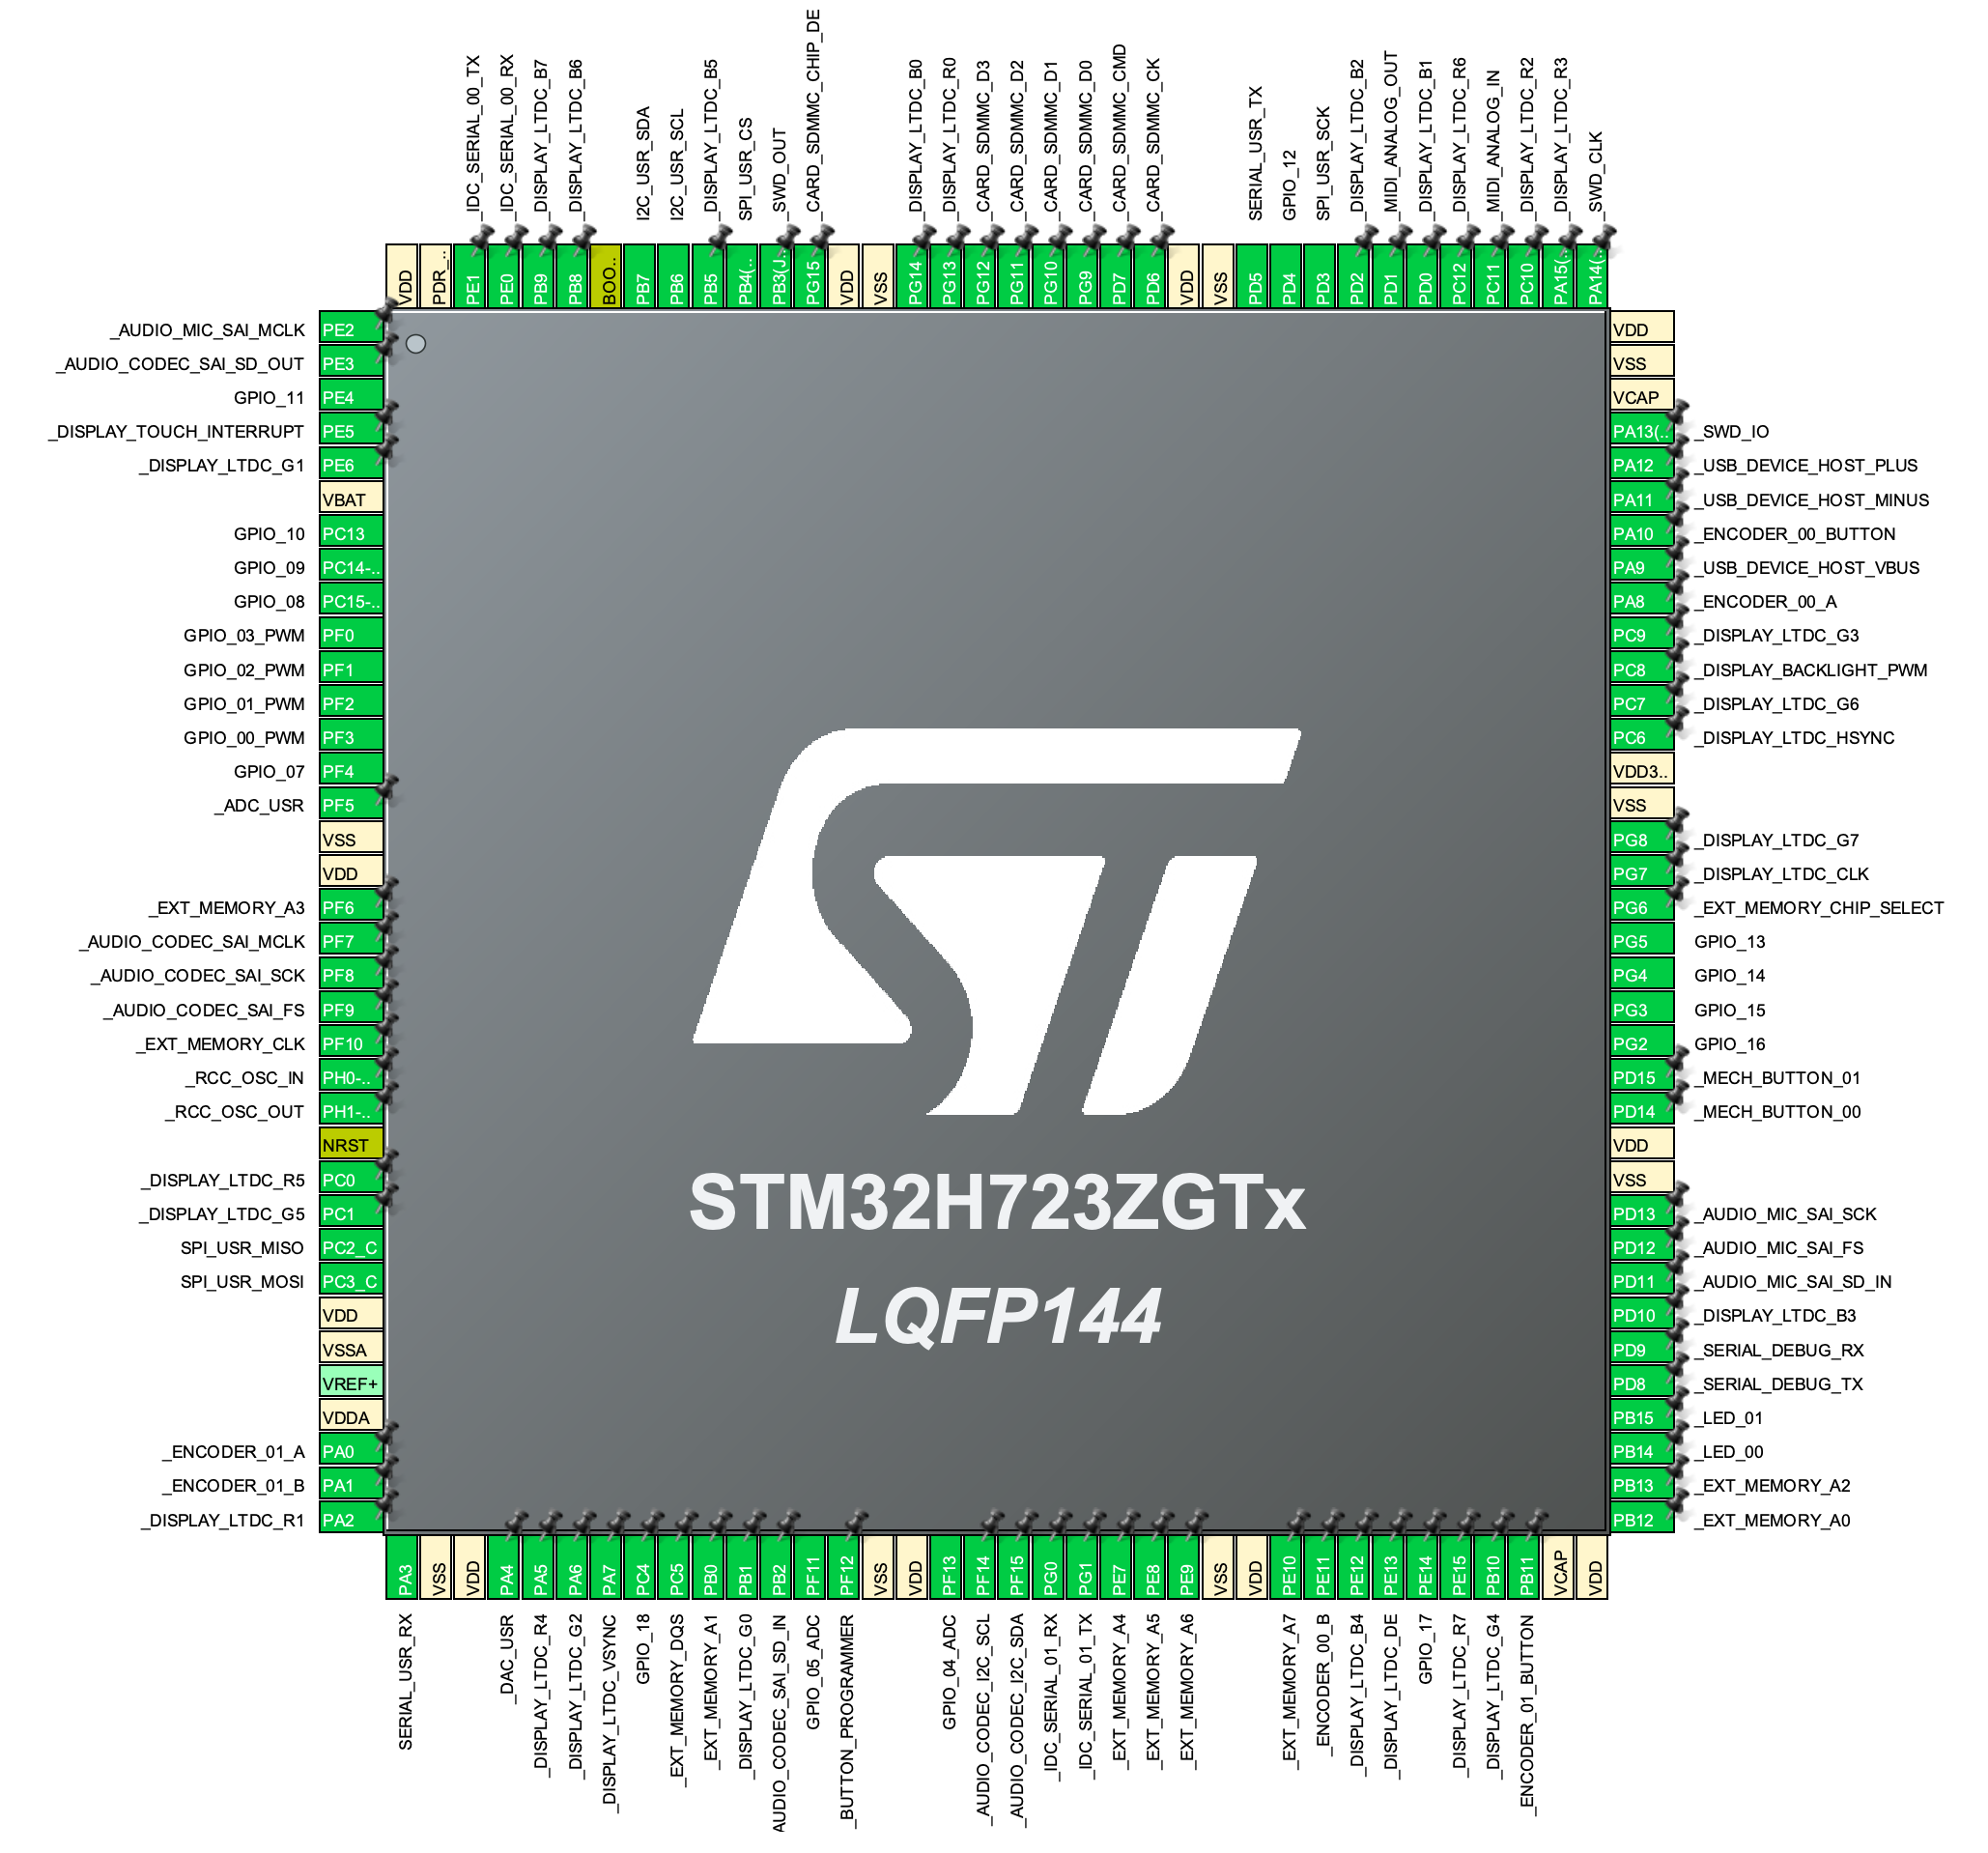 _IDC_SERIAL_00_TX
_IDC_SERIAL_00_RX
_DISPLAY_LTDC_B7
_DISPLAY_LTDC_B6
I2C_USR_SDA
I2C_USR_SCL
_DISPLAY_LTDC_B5
SPI_USR_CS
_SWD_OUT
_CARD_SDMMC_CHIP_DE
_DISPLAY_LTDC_B0
_DISPLAY_LTDC_R0
_CARD_SDMMC_D3
_CARD_SDMMC_D2
_CARD_SDMMC_D1
_CARD_SDMMC_D0
_CARD_SDMMC_CMD
_CARD_SDMMC_CK
SERIAL_USR_TX
GPIO_12
SPI_USR_SCK
_DISPLAY_LTDC_B2
_MIDI_ANALOG_OUT
_DISPLAY_LTDC_B1
_DISPLAY_LTDC_R6
_MIDI_ANALOG_IN
_DISPLAY_LTDC_R2
_DISPLAY_LTDC_R3
_SWD_CLK
VDD
PDR_..
PE1
PE0
PB9
PB8
BOO..
PB7
PB6
PB5
PB4(..
PB3(J..
PG15
VDD
VSS
PG14
PG13
PG12
PG11
PG10
PG9
PD7
PD6
VDD
VSS
PD5
PD4
PD3
PD2
PD1
PD0
PC12
PC11
PC10
PA15(..
PA14(..
_AUDIO_MIC_SAI_MCLK PE2
_AUDIO_CODEC_SAI_SD_OUT PE3
GPIO_11 PE4
_DISPLAY_TOUCH_INTERRUPT PE5
_DISPLAY_LTDC_G1 PE6
VBAT
GPIO_10 PC13
GPIO_09 PC14-..
GPIO_08 PC15-..
GPIO_03_PWM PF0
GPIO_02_PWM PF1
GPIO_01_PWM PF2
GPIO_00_PWM PF3
GPIO_07 PF4
_ADC_USR PF5
VSS
VDD
_EXT_MEMORY_A3 PF6
_AUDIO_CODEC_SAI_MCLK PF7
_AUDIO_CODEC_SAI_SCK PF8
_AUDIO_CODEC_SAI_FS PF9
_EXT_MEMORY_CLK PF10
_RCC_OSC_IN PH0-..
_RCC_OSC_OUT PH1-..
NRST
_DISPLAY_LTDC_R5 PC0
_DISPLAY_LTDC_G5 PC1
SPI_USR_MISO PC2_C
SPI_USR_MOSI PC3_C
VDD
VSSA
VREF+
VDDA
_ENCODER_01_A PA0
_ENCODER_01_B PA1
_DISPLAY_LTDC_R1 PA2
STM32H723ZGTx
LQFP144
VDD
VSS
VCAP
PA13(.. _SWD_IO
PA12 _USB_DEVICE_HOST_PLUS
PA11 _USB_DEVICE_HOST_MINUS
PA10 _ENCODER_00_BUTTON
PA9 _USB_DEVICE_HOST_VBUS
PA8 _ENCODER_00_A
PC9 _DISPLAY_LTDC_G3
PC8 _DISPLAY_BACKLIGHT_PWM
PC7 _DISPLAY_LTDC_G6
PC6 _DISPLAY_LTDC_HSYNC
VDD3..
VSS
PG8 _DISPLAY_LTDC_G7
PG7 _DISPLAY_LTDC_CLK
PG6 _EXT_MEMORY_CHIP_SELECT
PG5 GPIO_13
PG4 GPIO_14
PG3 GPIO_15
PG2 GPIO_16
PD15 _MECH_BUTTON_01
PD14 _MECH_BUTTON_00
VDD
VSS
PD13 _AUDIO_MIC_SAI_SCK
PD12 _AUDIO_MIC_SAI_FS
PD11 _AUDIO_MIC_SAI_SD_IN
PD10 _DISPLAY_LTDC_B3
PD9 _SERIAL_DEBUG_RX
PD8 _SERIAL_DEBUG_TX
PB15 _LED_01
PB14 _LED_00
PB13 _EXT_MEMORY_A2
PB12 _EXT_MEMORY_A0
PA3
VSS
VDD
PA4
PA5
PA6
PA7
PC4
PC5
PB0
PB1
PB2
PF11
PF12
VSS
VDD
PF13
PF14
PF15
PG0
PG1
PE7
PE8
PE9
VSS
VDD
PE10
PE11
PE12
PE13
PE14
PE15
PB10
PB11
VCAP
VDD
SERIAL_USR_RX
_DAC_USR
_DISPLAY_LTDC_R4
_DISPLAY_LTDC_G2
_DISPLAY_LTDC_VSYNC
GPIO_18
_EXT_MEMORY_DQS
_EXT_MEMORY_A1
_DISPLAY_LTDC_G0
AUDIO_CODEC_SAI_SD_IN
GPIO_05_ADC
_BUTTON_PROGRAMMER
GPIO_04_ADC
_AUDIO_CODEC_I2C_SCL
_AUDIO_CODEC_I2C_SDA
_IDC_SERIAL_01_RX
_IDC_SERIAL_01_TX
_EXT_MEMORY_A4
_EXT_MEMORY_A5
_EXT_MEMORY_A6
_EXT_MEMORY_A7
_ENCODER_00_B
_DISPLAY_LTDC_B4
_DISPLAY_LTDC_DE
GPIO_17
_DISPLAY_LTDC_R7
_DISPLAY_LTDC_G4
_ENCODER_01_BUTTON